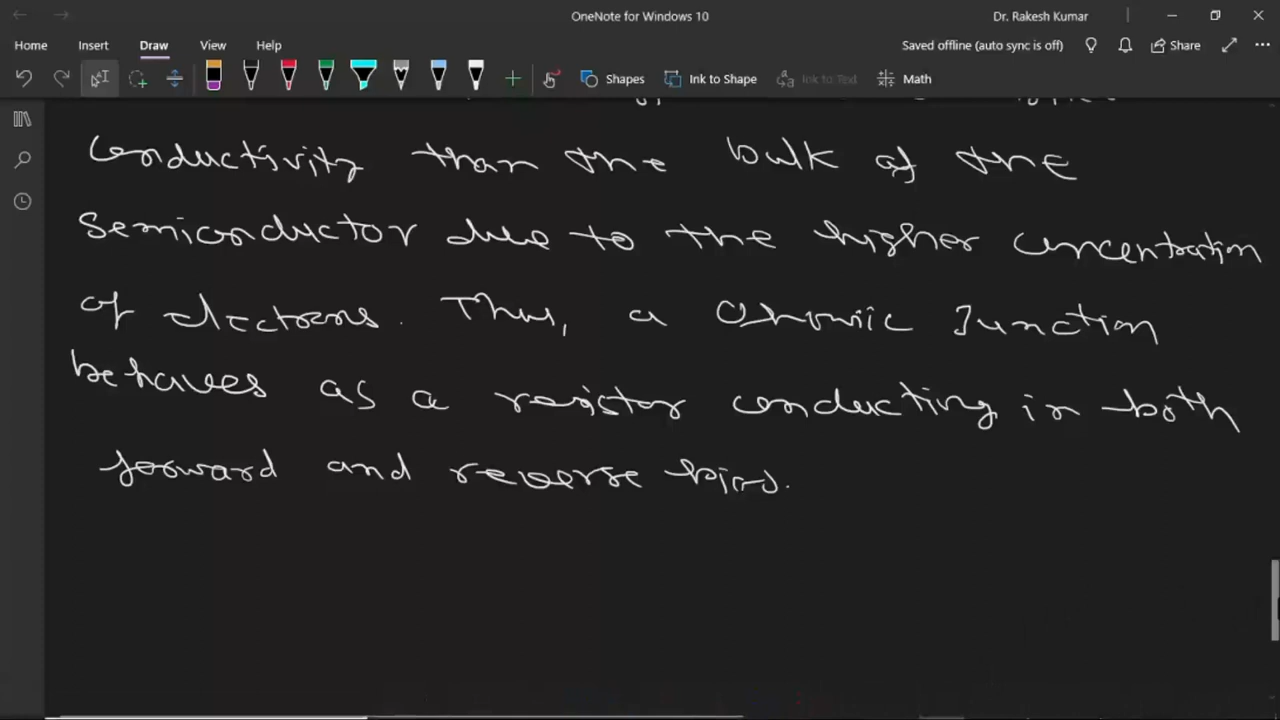 OneNote for Windows 10
Dr. Rakesh Kumar
Home Insert Draw View Help
Saved offline (auto sync is off)
Share
Shapes
Ink to Shape
Ink to Text
Math
conductivity than the bulk of the
semiconductor due to the higher concentration
of electrons. Thus, a Ohmic Junction
behaves as a resistor conducting in both
forward and reverse bias.